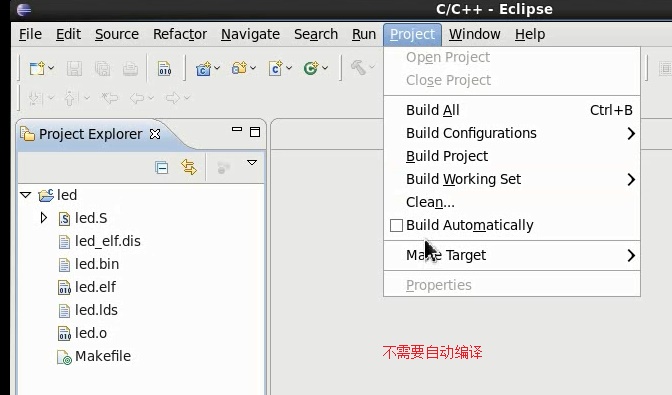 C/C++ - Eclipse
File Edit Source Refactor Navigate Search Run Project Window Help
Open Project
Close Project
Build All Ctrl+B
Build Configurations
Build Project
Build Working Set
Clean...
Build Automatically
Make Target
Properties
Project Explorer
led
led.S
led_elf.dis
led.bin
led.elf
led.lds
led.o
Makefile
不需要自动编译